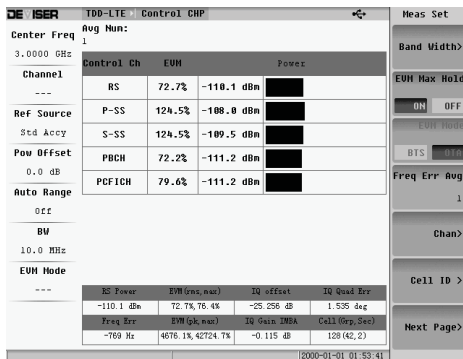 DEVISER TDD-LTE Control CHP Meas Set
Center Freq
3.0000 GHz
Channel
---
Ref Source
Std Accy
Pow Offset
0.0 dB
Auto Range
Off
BW
10.0 MHz
EVM Mode
---
Avg Num:
1
Control Ch EVM Power
RS 72.7% -110.1 dBm
P-SS 124.5% -108.0 dBm
S-SS 124.5% -109.5 dBm
PBCH 72.2% -111.2 dBm
PCFICH 79.6% -111.2 dBm
RS Power EVM(rms,max) IQ offset IQ Quad Err
-110.1 dBm 72.7%,76.4% -25.256 dB 1.535 deg
Freq Err EVM(pk,max) IQ Gain IMBA Cell(Grp,Sec)
-769 Hz 4676.1%,42724.7% -0.115 dB 128(42,2)
2000-01-01 01:53:41
Band Width>
EVM Max Hold
ON OFF
EVM Mode
BTS OTA
Freq Err Avg
1
Chan>
Cell ID >
Next Page>